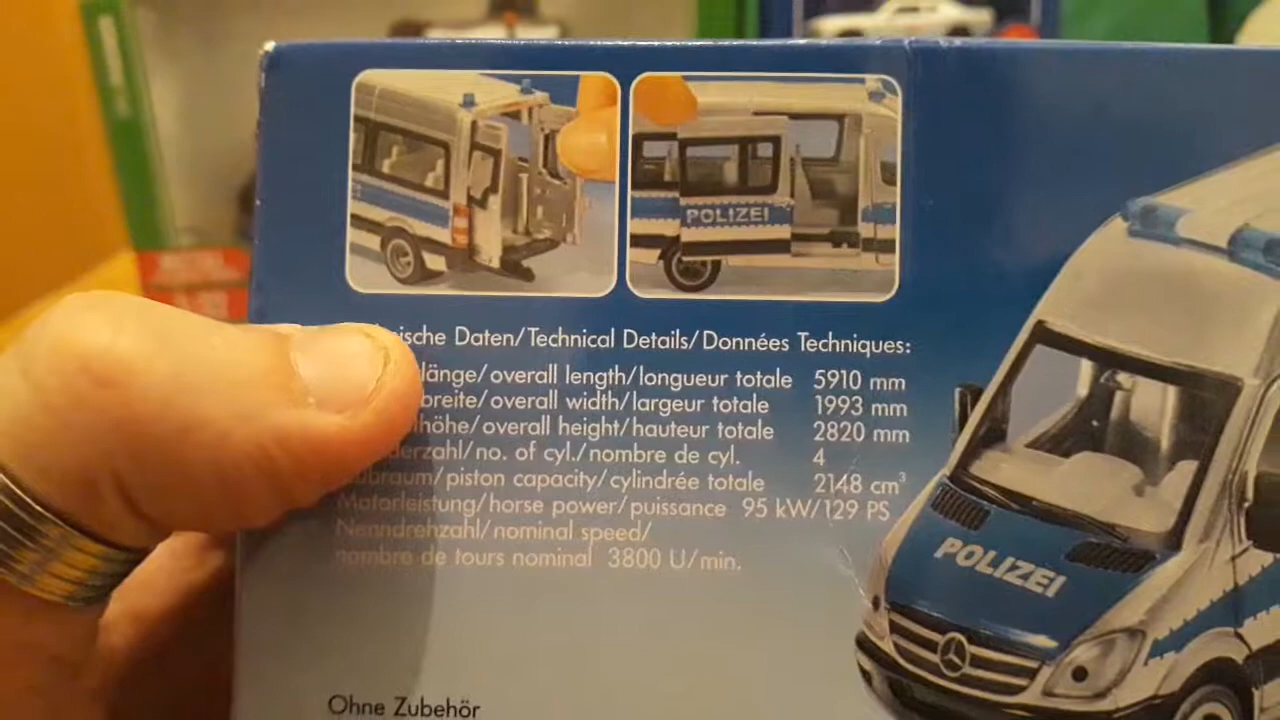 POLIZEI
Daten/Technical Details/Données Techniques:
länge/overall length/longueur totale 5910 mm
breite/overall width/largeur totale 1993 mm
höhe/overall height/hauteur totale 2820 mm
erzahl/no. of cyl./nombre de cyl. 4
raum/piston capacity/cylindrée totale 2148 cm³
Motorleistung/horse power/puissance 95 kW/129 PS
Nenndrehzahl/nominal speed/
nombre de tours nominal 3800 U/min.
POLIZEI
Ohne Zubehör